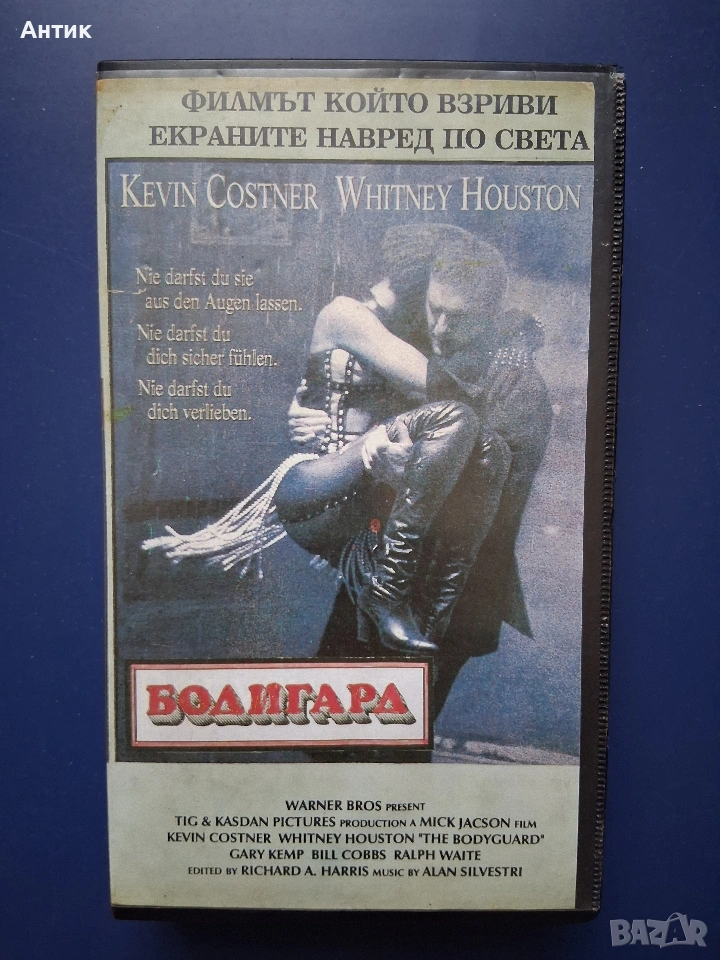 Антик
ФИЛМЪТ КОЙТО ВЗРИВИ
ЕКРАНИТЕ НАВРЕД ПО СВЕТА
KEVIN COSTNER WHITNEY HOUSTON
Nie darfst du sie
aus den Augen lassen.
Nie darfst du
dich sicher fühlen.
Nie darfst du
dich verlieben.
БОДИГАРД
WARNER BROS PRESENT
TIG & KASDAN PICTURES PRODUCTION A MICK JACSON FILM
KEVIN COSTNER WHITNEY HOUSTON "THE BODYGUARD"
GARY KEMP BILL COBBS RALPH WAITE
EDITED BY RICHARD A. HARRIS MUSIC BY ALAN SILVESTRI
BAZAR